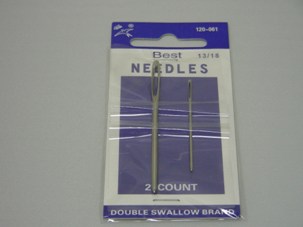 120-061
Best 13/18
NEEDLES
2 COUNT
DOUBLE SWALLOW BRAND